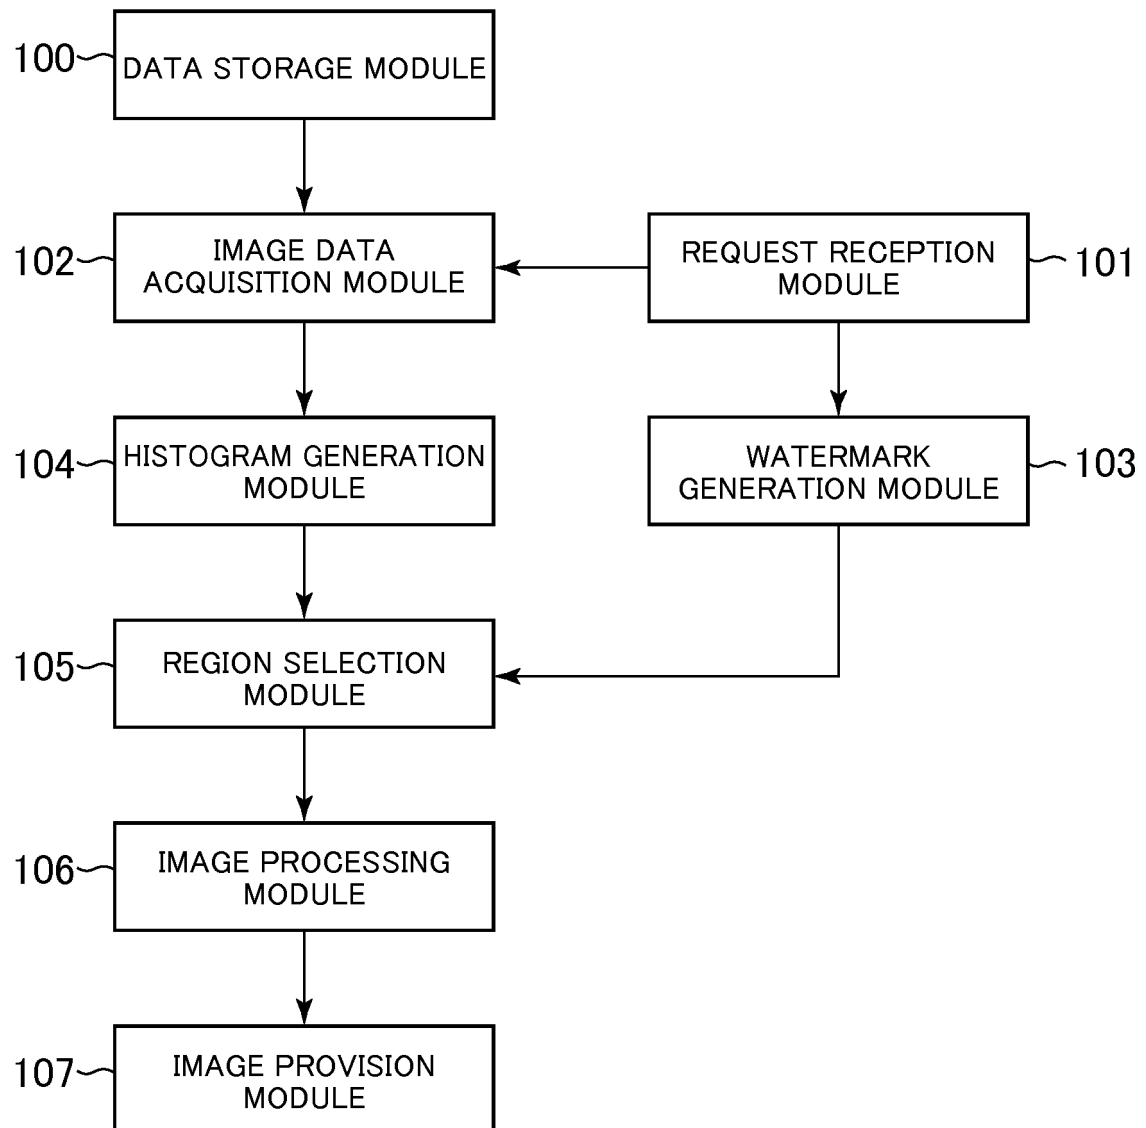 100
DATA STORAGE MODULE
102
IMAGE DATA
ACQUISITION MODULE
REQUEST RECEPTION
MODULE
101
104
HISTOGRAM GENERATION
MODULE
WATERMARK
GENERATION MODULE
103
105
REGION SELECTION
MODULE
106
IMAGE PROCESSING
MODULE
107
IMAGE PROVISION
MODULE